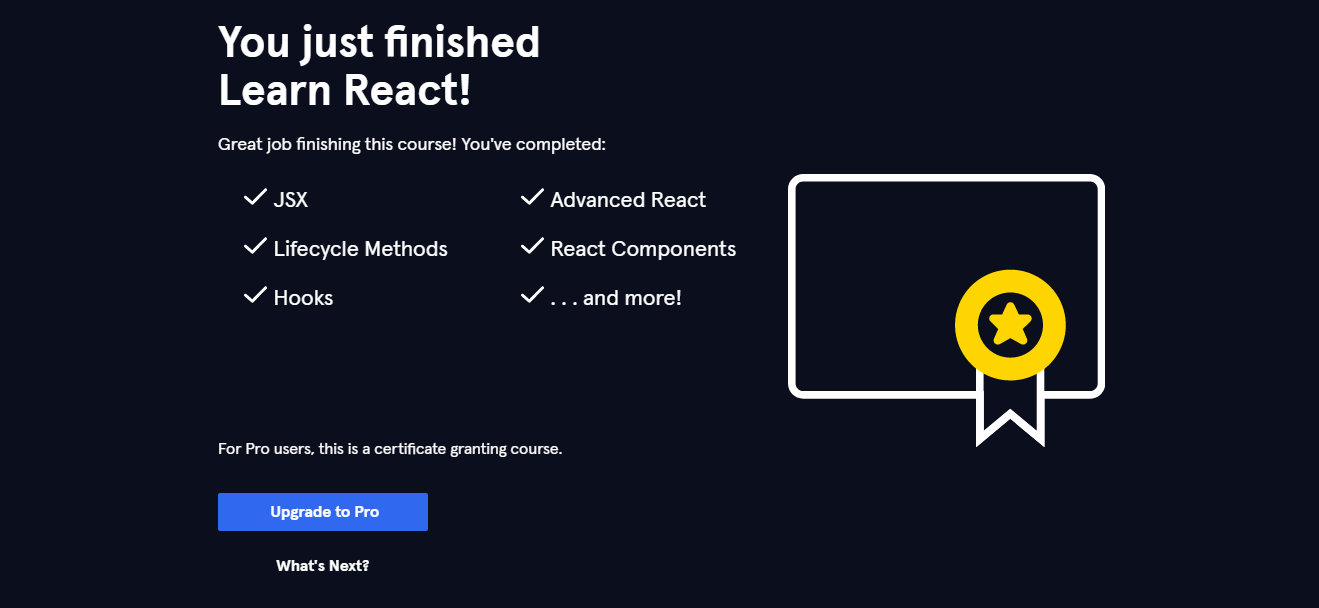 You just finished
Learn React!
Great job finishing this course! You've completed:
JSX
Advanced React
Lifecycle Methods
React Components
Hooks
. . . and more!
For Pro users, this is a certificate granting course.
Upgrade to Pro
What's Next?